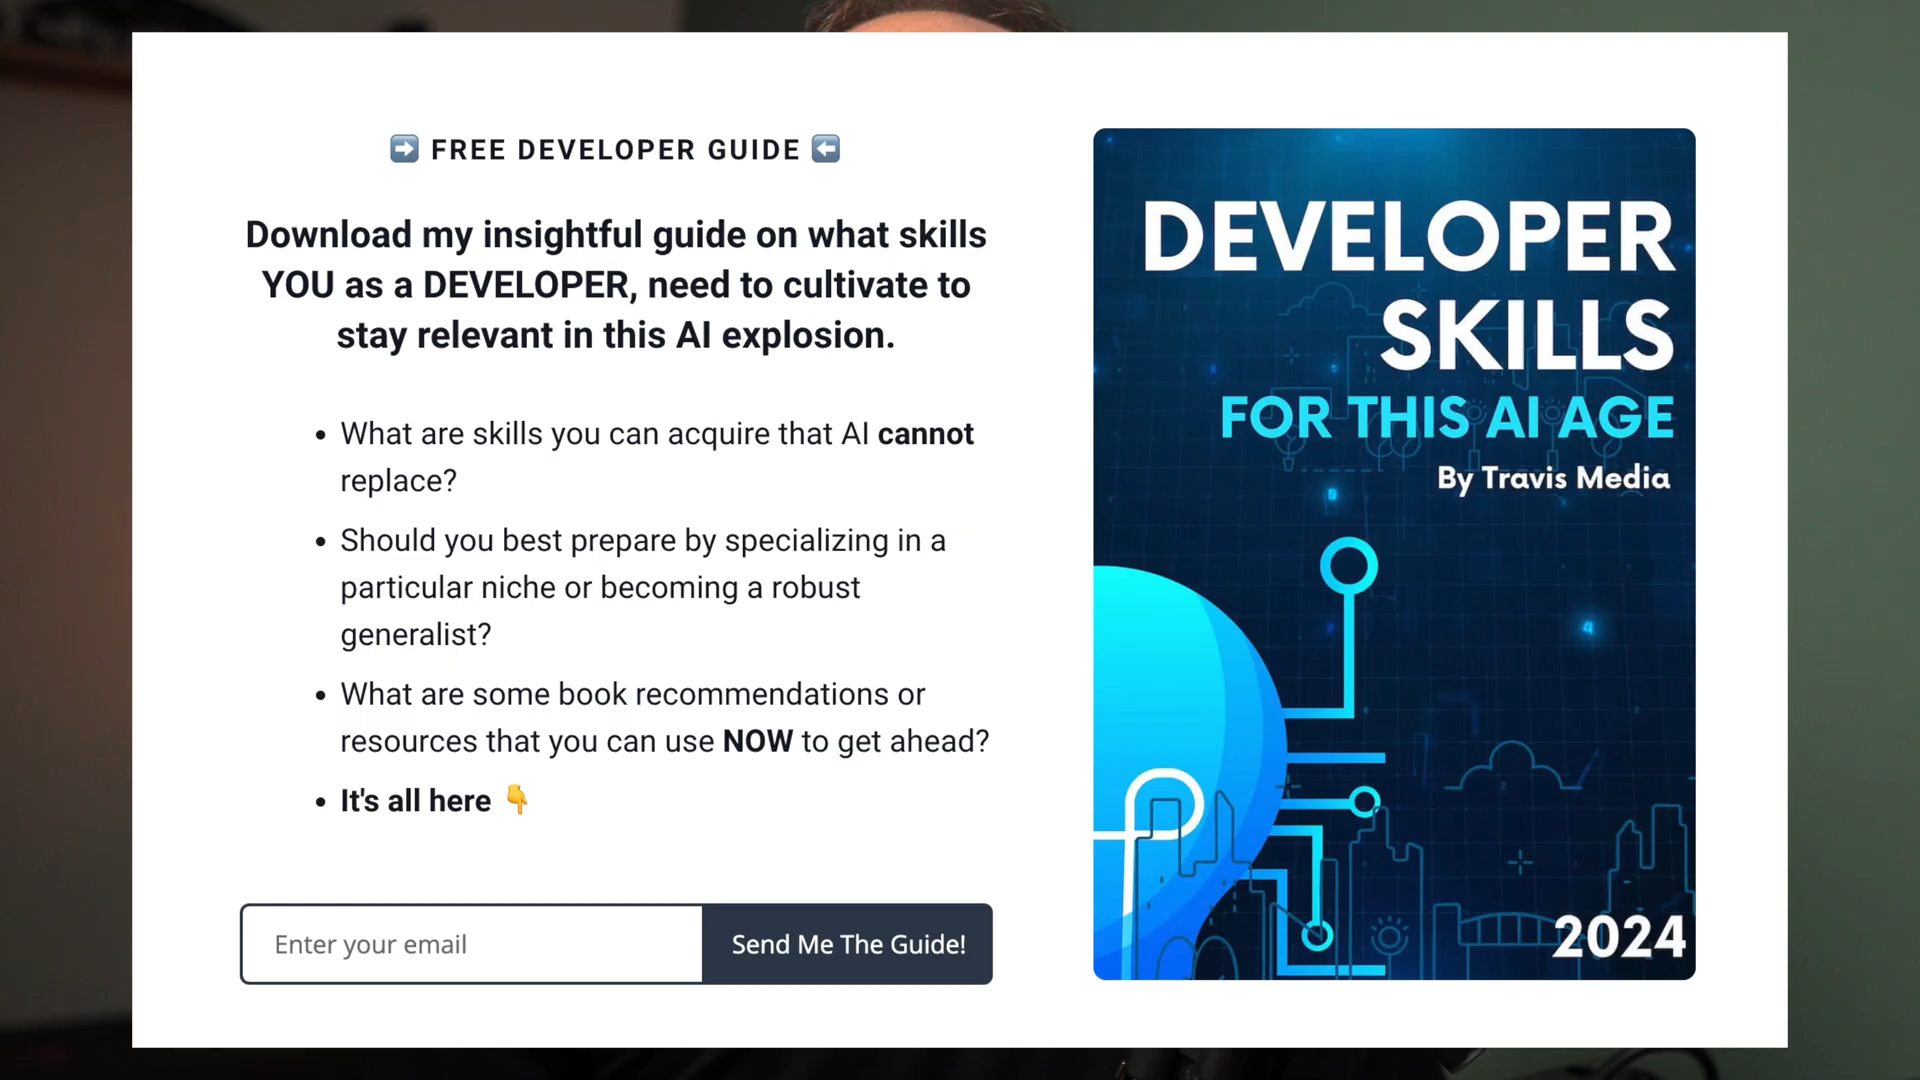 ➡️ FREE DEVELOPER GUIDE ⬅️
Download my insightful guide on what skills
YOU as a DEVELOPER, need to cultivate to
stay relevant in this AI explosion.
• What are skills you can acquire that AI cannot
replace?
• Should you best prepare by specializing in a
particular niche or becoming a robust
generalist?
• What are some book recommendations or
resources that you can use NOW to get ahead?
• It's all here 👇
Enter your email
Send Me The Guide!
DEVELOPER
SKILLS
FOR THIS AI AGE
By Travis Media
2024